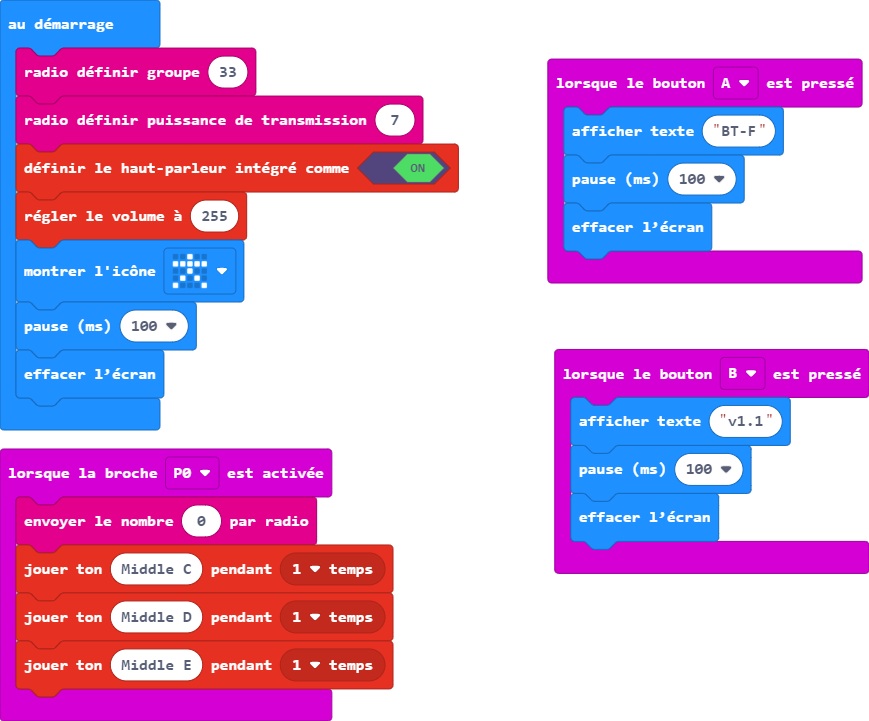 au démarrage
radio définir groupe 33
radio définir puissance de transmission 7
définir le haut-parleur intégré comme ON
régler le volume à 255
montrer l'icône
pause (ms) 100
effacer l’écran
lorsque la broche P0 est activée
envoyer le nombre 0 par radio
jouer ton Middle C pendant 1 temps
jouer ton Middle D pendant 1 temps
jouer ton Middle E pendant 1 temps
lorsque le bouton A est pressé
afficher texte "BT-F"
pause (ms) 100
effacer l’écran
lorsque le bouton B est pressé
afficher texte "v1.1"
pause (ms) 100
effacer l’écran